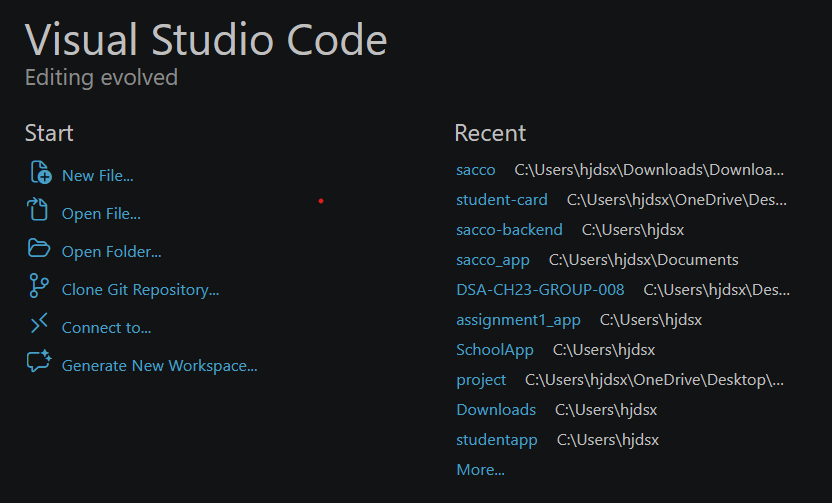 Visual Studio Code
Editing evolved
Start
New File...
Open File...
Open Folder...
Clone Git Repository...
Connect to...
Generate New Workspace...
Recent
sacco C:\Users\hjdsx\Downloads\Downloa...
student-card C:\Users\hjdsx\OneDrive\Des...
sacco-backend C:\Users\hjdsx
sacco_app C:\Users\hjdsx\Documents
DSA-CH23-GROUP-008 C:\Users\hjdsx\Des...
assignment1_app C:\Users\hjdsx
SchoolApp C:\Users\hjdsx
project C:\Users\hjdsx\OneDrive\Desktop\...
Downloads C:\Users\hjdsx
studentapp C:\Users\hjdsx
More...